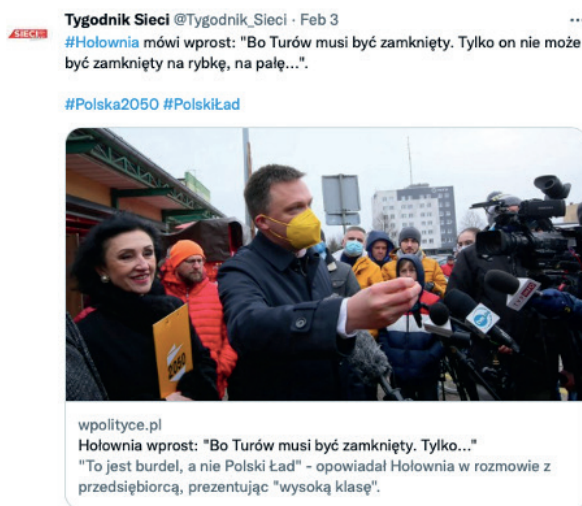 SIECI
Tygodnik Sieci @Tygodnik_Sieci · Feb 3
#Hołownia mówi wprost: "Bo Turów musi być zamknięty. Tylko on nie może
być zamknięty na rybkę, na pałę...".
#Polska2050 #PolskiŁad
2050
wpolityce.pl
Hołownia wprost: "Bo Turów musi być zamknięty. Tylko..."
"To jest burdel, a nie Polski Ład" - opowiadał Hołownia w rozmowie z
przedsiębiorcą, prezentując "wysoką klasę".